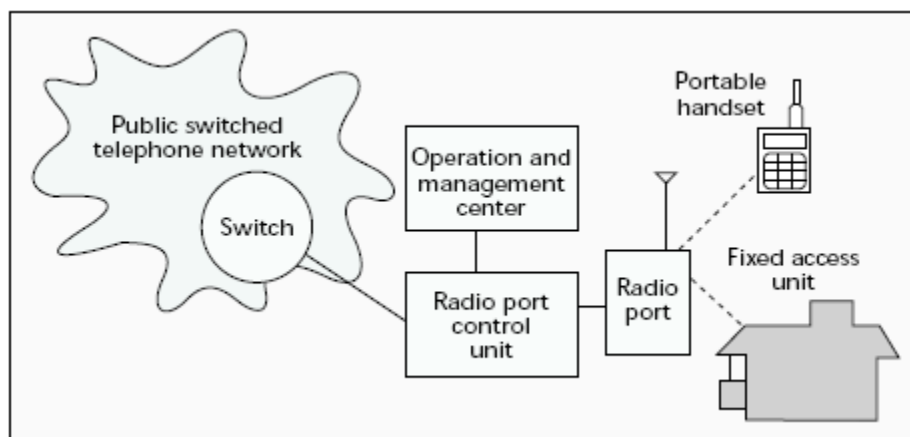 Public switched
telephone network
Switch
Operation and
management
center
Radio port
control
unit
Radio
port
Portable
handset
Fixed access
unit